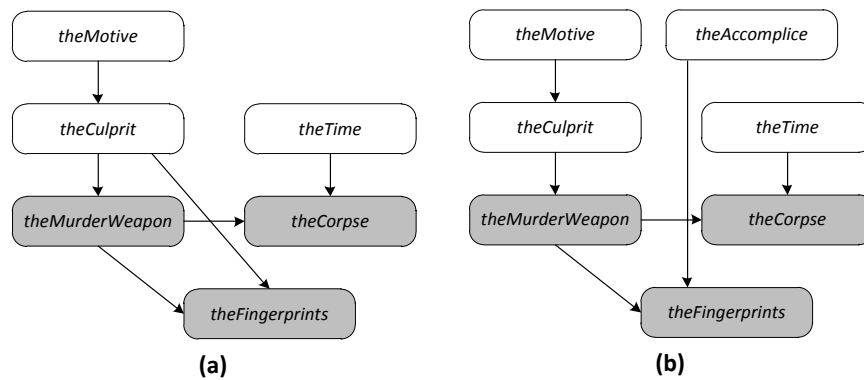 theMotive
theCulprit
theTime
theMurderWeapon
theCorpse
theFingerprints
(a)
theMotive
theAccomplice
theCulprit
theTime
theMurderWeapon
theCorpse
theFingerprints
(b)